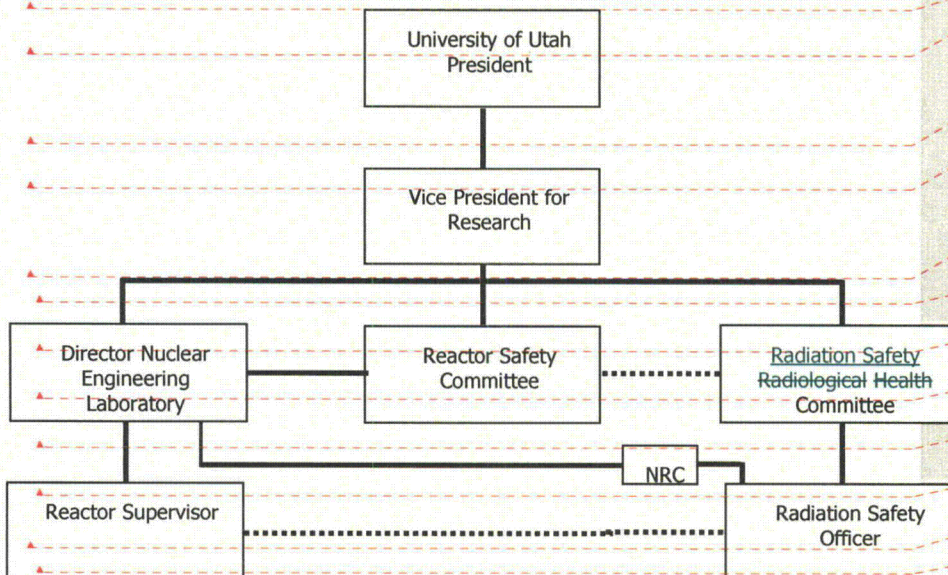 University of Utah
President
Vice President for
Research
Director Nuclear
Engineering
Laboratory
Reactor Safety
Committee
Radiation Safety
Radiological Health
Committee
NRC
Reactor Supervisor
Radiation Safety
Officer